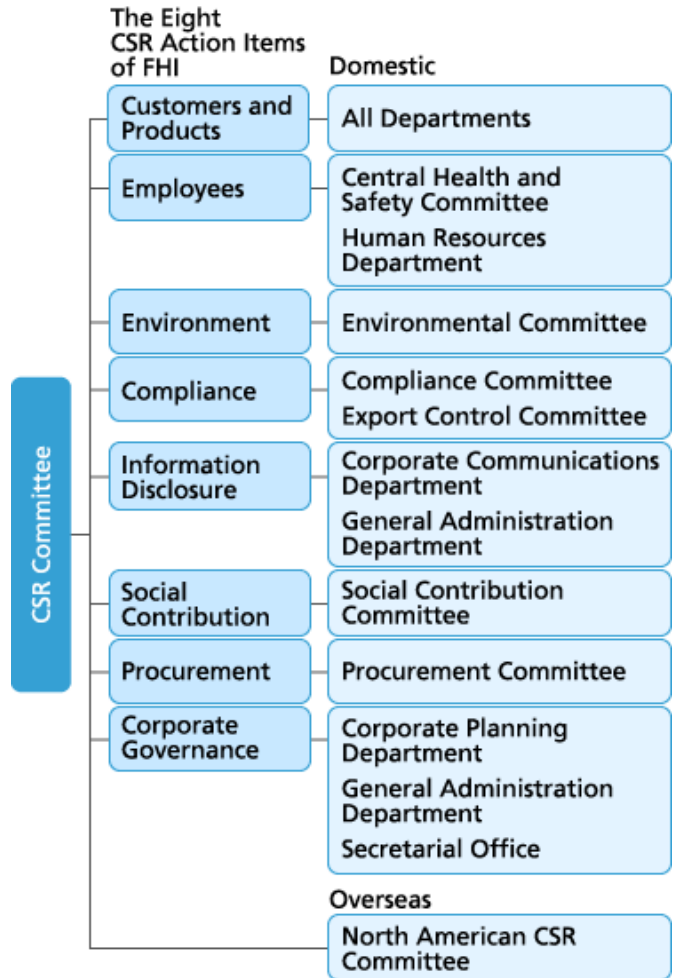 The Eight
CSR Action Items
of FHI
Domestic
CSR Committee
Customers and
Products
All Departments
Employees
Central Health and
Safety Committee
Human Resources
Department
Environment
Environmental Committee
Compliance
Compliance Committee
Export Control Committee
Information
Disclosure
Corporate Communications
Department
General Administration
Department
Social
Contribution
Social Contribution
Committee
Procurement
Procurement Committee
Corporate
Governance
Corporate Planning
Department
General Administration
Department
Secretarial Office
Overseas
North American CSR
Committee